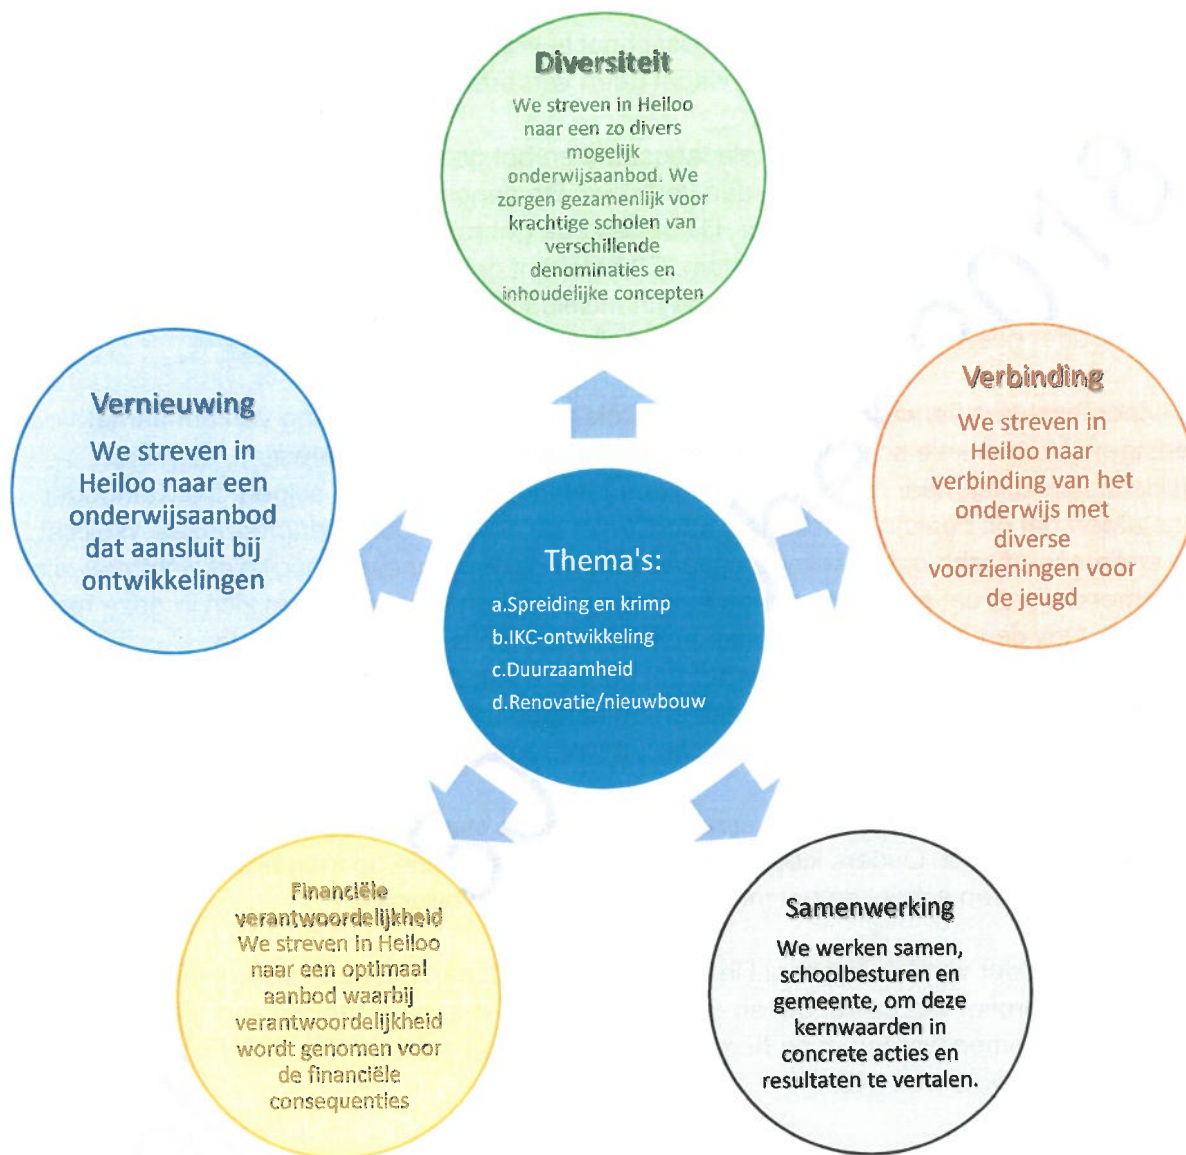 Diversiteit
We streven in Heiloo
naar een zo divers
mogelijk
onderwijsaanbod. We
zorgen gezamenlijk voor
krachtige scholen van
verschillende
denominaties en
inhoudelijke concepten
Vernieuwing
We streven in
Heiloo naar een
onderwijsaanbod
dat aansluit bij
ontwikkelingen
Verbinding
We streven in
Heiloo naar
verbinding van het
onderwijs met
diverse
voorzieningen voor
de jeugd
Thema's:
a.Spreiding en krimp
b.IKC-ontwikkeling
c.Duurzaamheid
d.Renovatie/nieuwbouw
Financiële
verantwoordelijkheid
We streven in Heiloo
naar een optimaal
aanbod waarbij
verantwoordelijkheid
wordt genomen voor
de financiële
consequenties
Samenwerking
We werken samen,
schoolbesturen en
gemeente, om deze
kernwaarden in
concrete acties en
resultaten te vertalen.